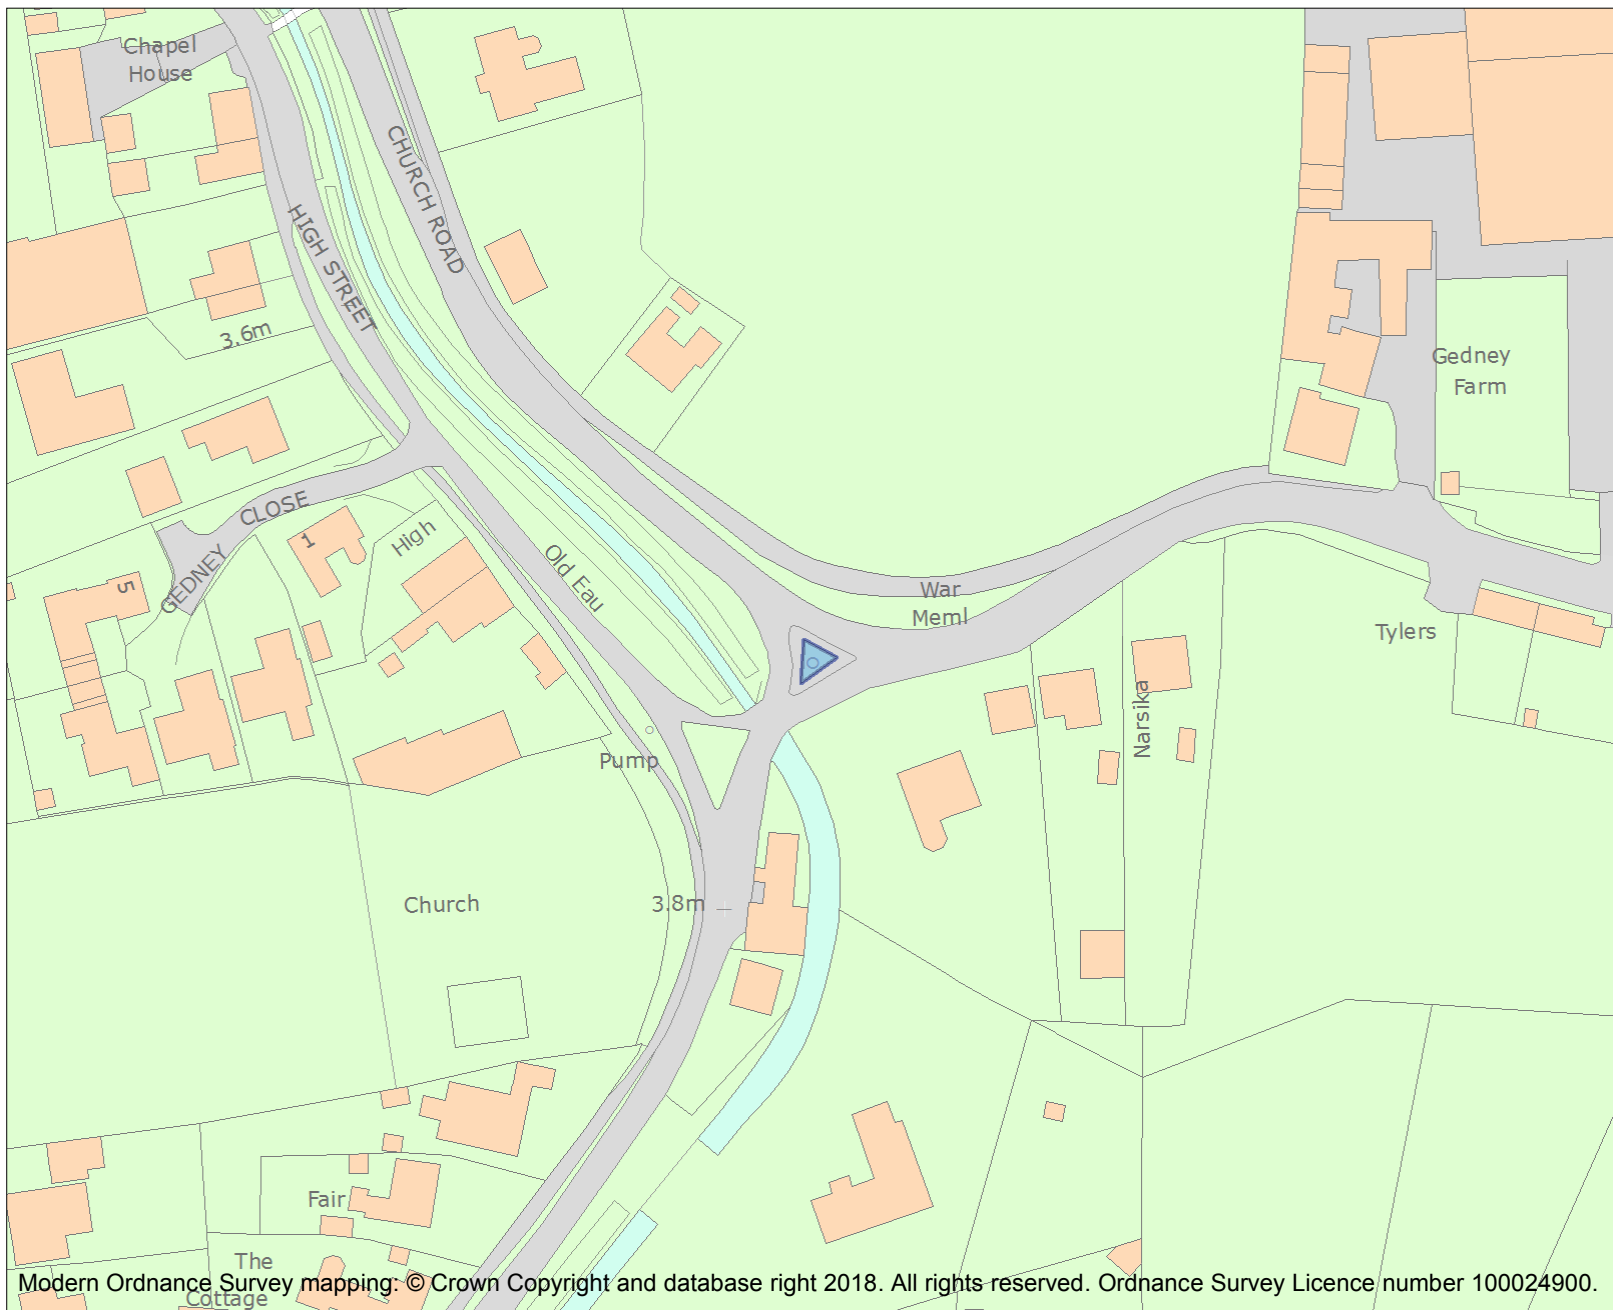 Chapel
House
CHURCH ROAD
HIGH STREET
3.6m
Gedney
Farm
CLOSE
GEDNEY
1
High
5
Old Eau
War
Meml
Tylers
Narsika
Pump
Church
3.8m
Fair
The
Cottage
Modern Ordnance Survey mapping: © Crown Copyright and database right 2018. All rights reserved. Ordnance Survey Licence number 100024900.